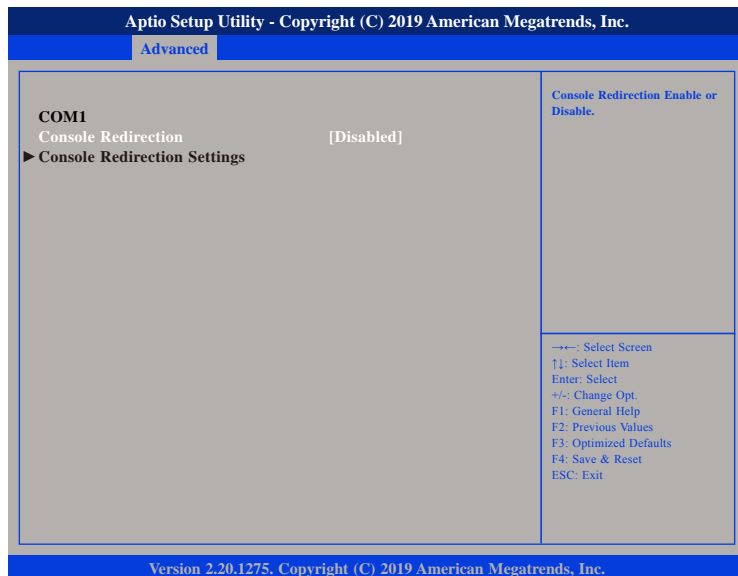 Aptio Setup Utility - Copyright (C) 2019 American Megatrends, Inc.
Advanced
COM1
Console Redirection [Disabled]
►Console Redirection Settings
Console Redirection Enable or
Disable.
→←: Select Screen
↑↓: Select Item
Enter: Select
+/-: Change Opt.
F1: General Help
F2: Previous Values
F3: Optimized Defaults
F4: Save & Reset
ESC: Exit
Version 2.20.1275. Copyright (C) 2019 American Megatrends, Inc.